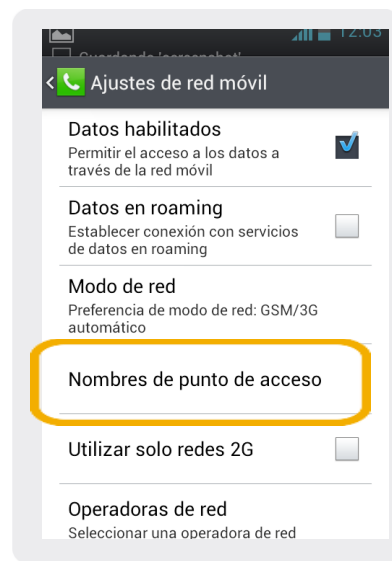 12:03
Guardando 'screenshot'
Ajustes de red móvil
Datos habilitados
Permitir el acceso a los datos a
través de la red móvil
Datos en roaming
Establecer conexión con servicios
de datos en roaming
Modo de red
Preferencia de modo de red: GSM/3G
automático
Nombres de punto de acceso
Utilizar solo redes 2G
Operadoras de red
Seleccionar una operadora de red